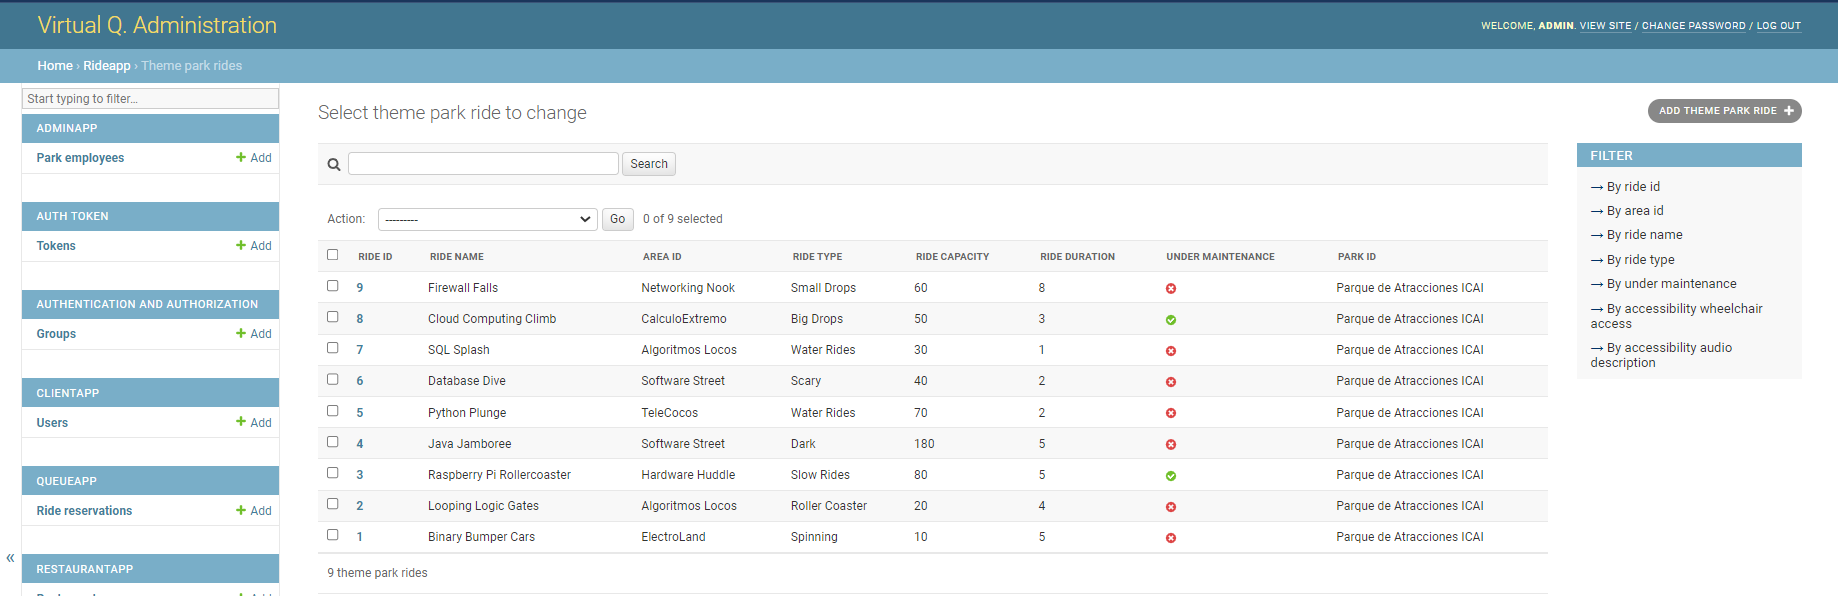 Virtual Q. Administration
WELCOME, ADMIN. VIEW SITE / CHANGE PASSWORD / LOG OUT
Home › Rideapp › Theme park rides
Start typing to filter...
ADMINAPP
Park employees + Add
AUTH TOKEN
Tokens + Add
AUTHENTICATION AND AUTHORIZATION
Groups + Add
CLIENTAPP
Users + Add
QUEUEAPP
Ride reservations + Add
«
RESTAURANTAPP
Select theme park ride to change
ADD THEME PARK RIDE +
Search
Action: --------- Go 0 of 9 selected
RIDE ID RIDE NAME AREA ID RIDE TYPE RIDE CAPACITY RIDE DURATION UNDER MAINTENANCE PARK ID
9 Firewall Falls Networking Nook Small Drops 60 8 Parque de Atracciones ICAI
8 Cloud Computing Climb CalculoExtremo Big Drops 50 3 Parque de Atracciones ICAI
7 SQL Splash Algoritmos Locos Water Rides 30 1 Parque de Atracciones ICAI
6 Database Dive Software Street Scary 40 2 Parque de Atracciones ICAI
5 Python Plunge TeleCocos Water Rides 70 2 Parque de Atracciones ICAI
4 Java Jamboree Software Street Dark 180 5 Parque de Atracciones ICAI
3 Raspberry Pi Rollercoaster Hardware Huddle Slow Rides 80 5 Parque de Atracciones ICAI
2 Looping Logic Gates Algoritmos Locos Roller Coaster 20 4 Parque de Atracciones ICAI
1 Binary Bumper Cars ElectroLand Spinning 10 5 Parque de Atracciones ICAI
9 theme park rides
FILTER
→ By ride id
→ By area id
→ By ride name
→ By ride type
→ By under maintenance
→ By accessibility wheelchair
access
→ By accessibility audio
description